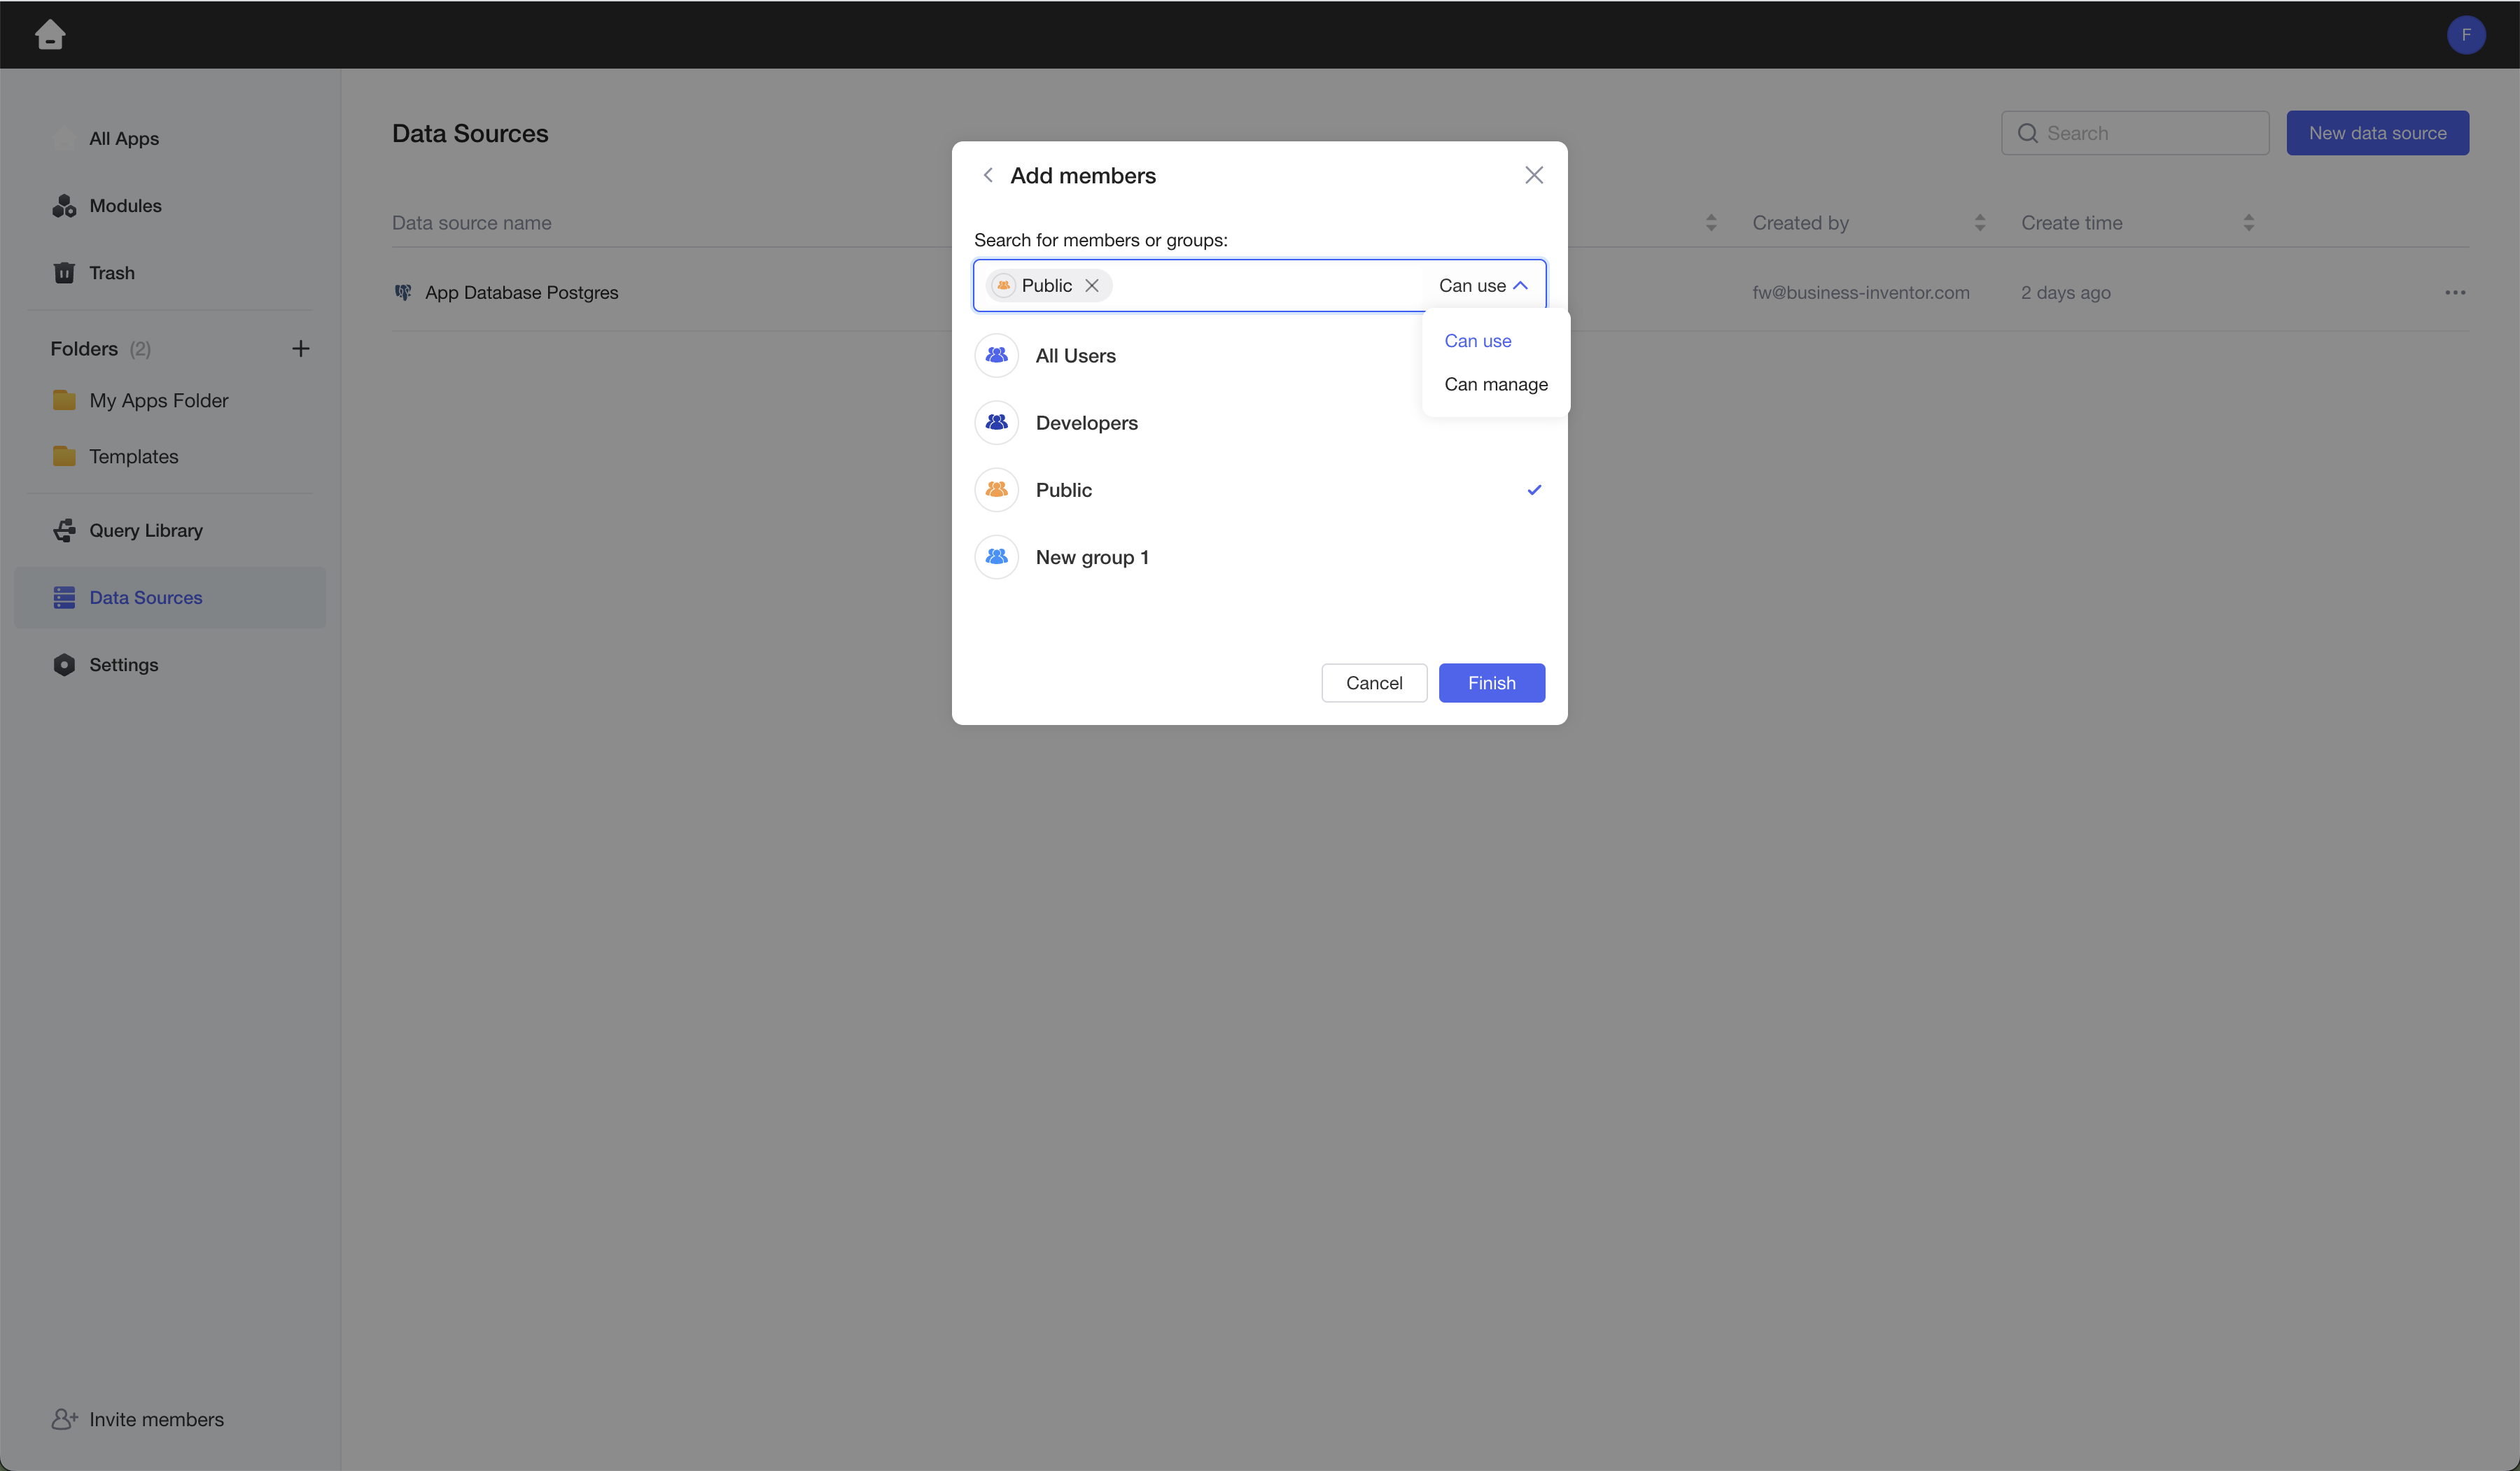 F
All Apps
Modules
Trash
Folders (2)
My Apps Folder
Templates
Query Library
Data Sources
Settings
Invite members
Data Sources
Search
New data source
Data source name
Created by
Create time
App Database Postgres
fw@business-inventor.com
2 days ago
Add members
Search for members or groups:
Public
Can use
Can use
Can manage
All Users
Developers
Public
New group 1
Cancel
Finish